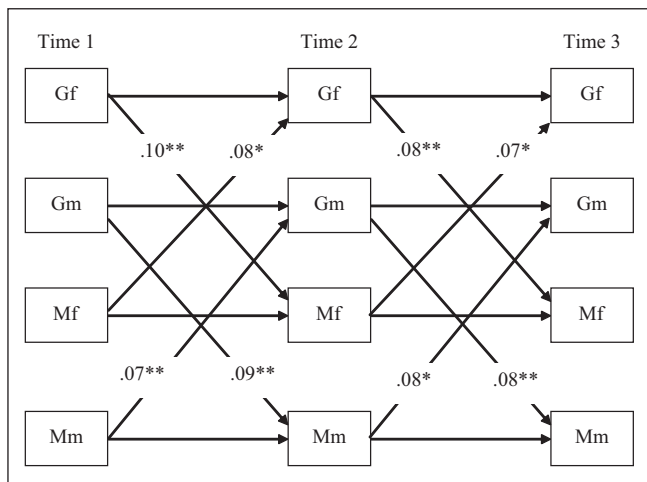 Time 1 Time 2 Time 3
Gf Gf Gf
.10** .08* .08** .07*
Gm Gm Gm
Mf Mf Mf
.07** .09** .08* .08**
Mm Mm Mm